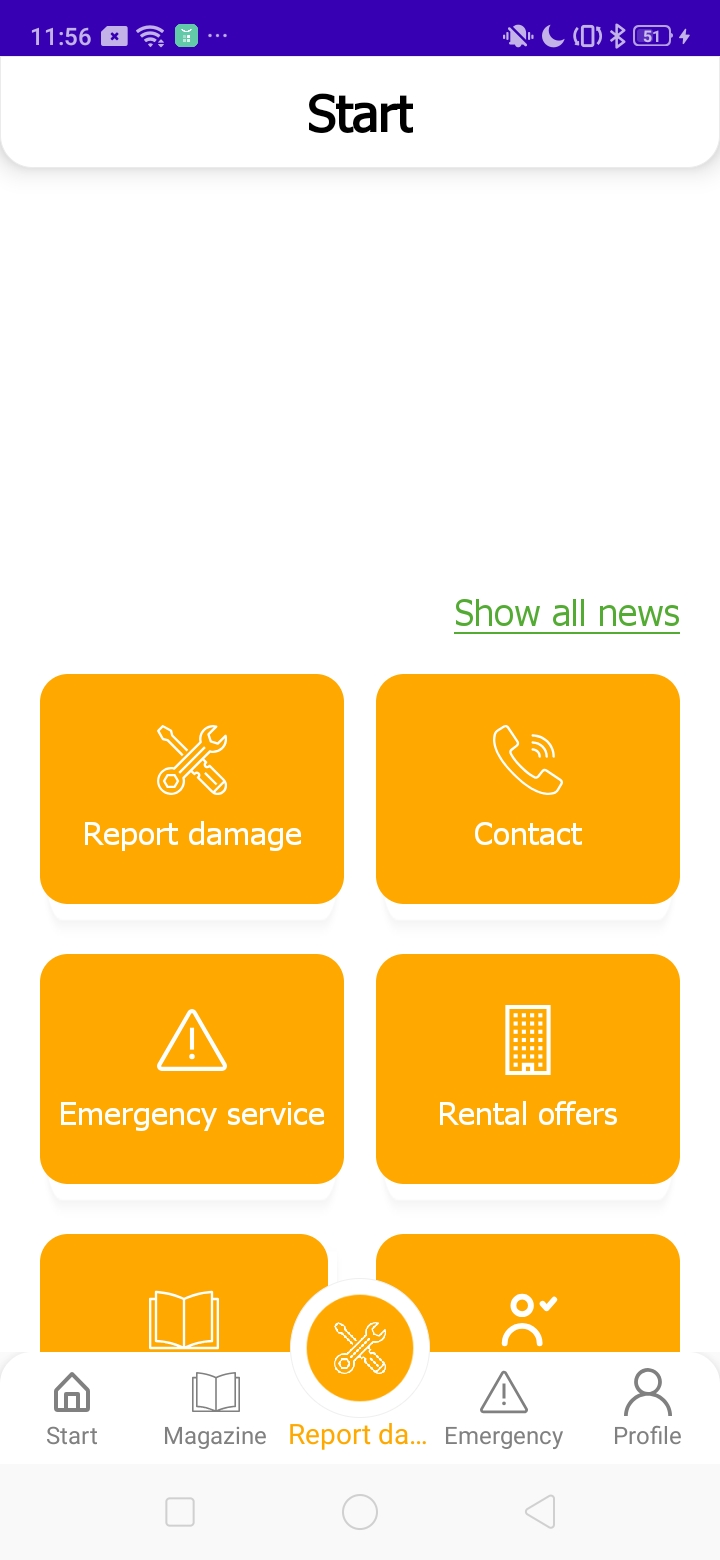 11:56
51
Start
Show all news
Report damage
Contact
Emergency service
Rental offers
Start
Magazine
Report da...
Emergency
Profile